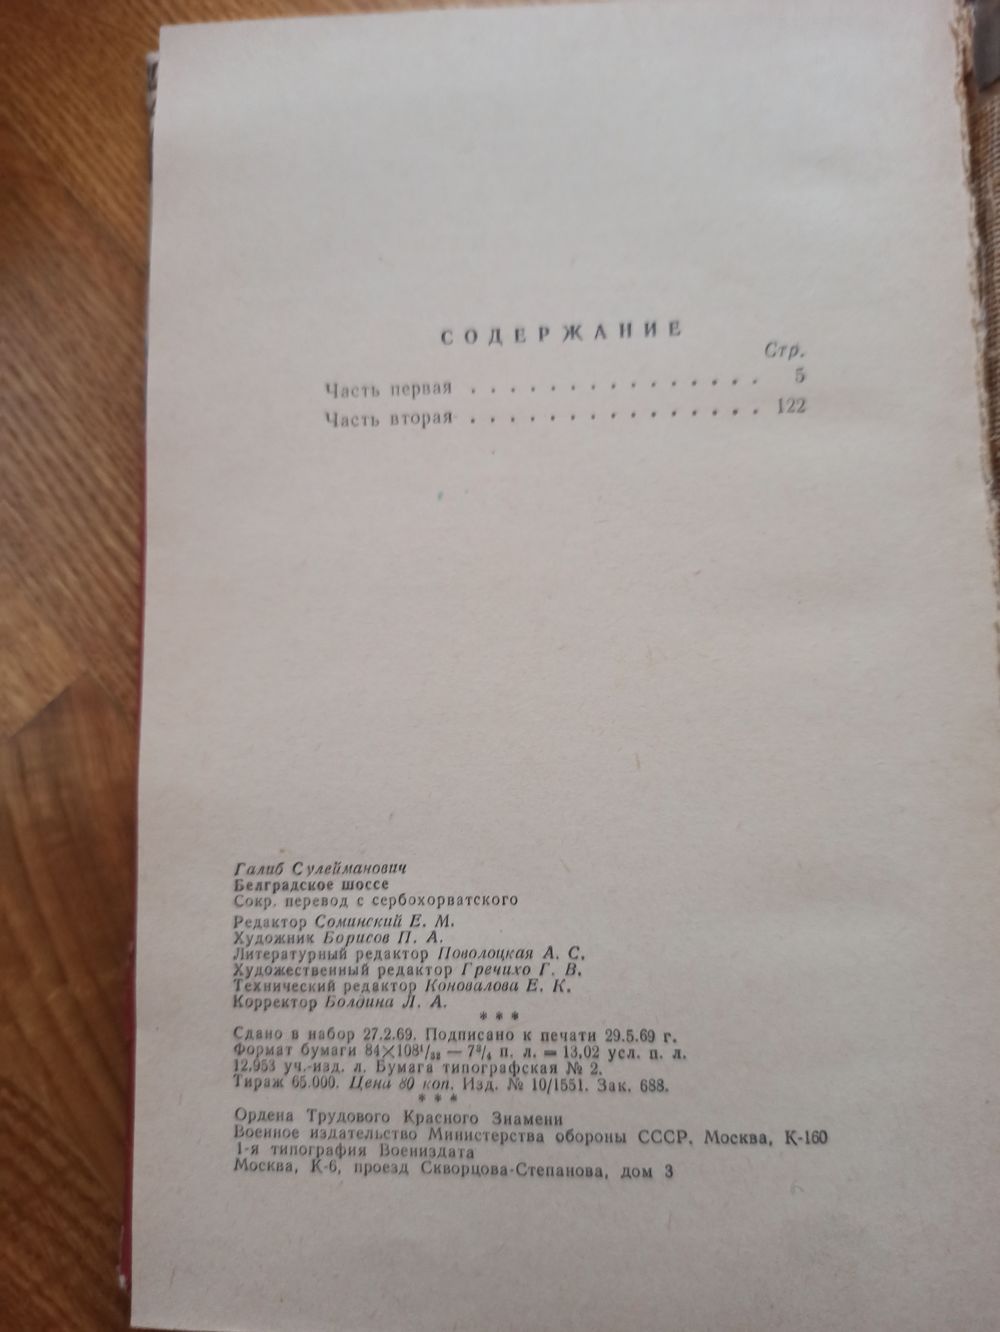 СОДЕРЖАНИЕ
Стр.
Часть первая . . . . . . . . . . . . . . . 5
Часть вторая . . . . . . . . . . . . . . . 122
Галиб Сулейманович
Белградское шоссе
Сокр. перевод с сербохорватского
Редактор Соминский Е. М.
Художник Борисов П. А.
Литературный редактор Поволоцкая А. С.
Художественный редактор Гречихо Г. В.
Технический редактор Коновалова Е. К.
Корректор Болдина Л. А.
* * *
Сдано в набор 27.2.69. Подписано к печати 29.5.69 г.
Формат бумаги 84×108¹/₃₂ — 7³/₄ п. л. = 13,02 усл. п. л.
12,953 уч.-изд. л. Бумага типографская № 2.
Тираж 65.000. Цена 80 коп. Изд. № 10/1551. Зак. 688.
* * *
Ордена Трудового Красного Знамени
Военное издательство Министерства обороны СССР, Москва, К-160
1-я типография Воениздата
Москва, К-6, проезд Скворцова-Степанова, дом 3